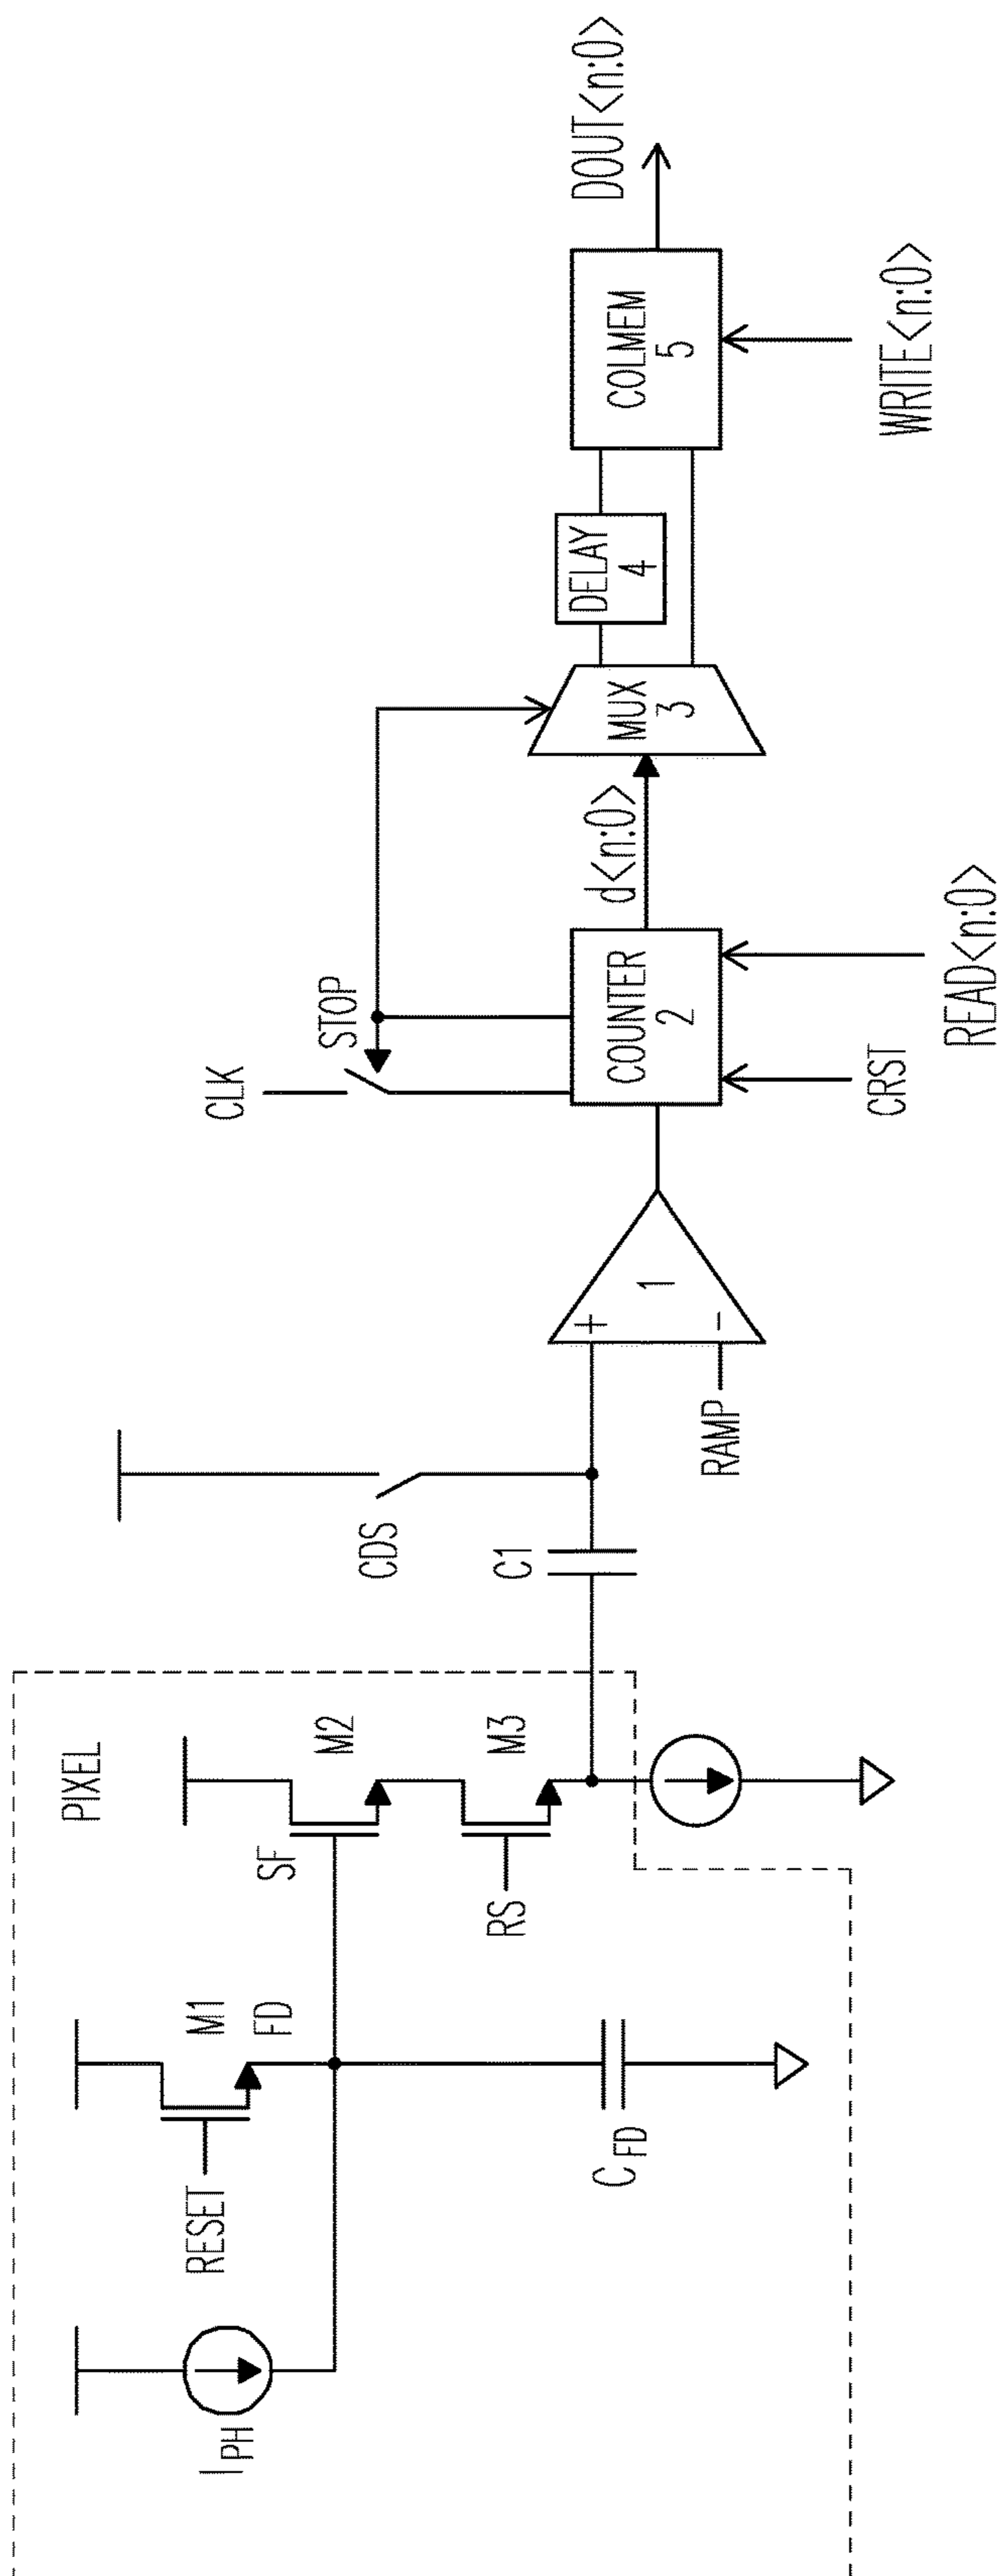 PIXEL
I PH
RESET
M1
FD
C FD
SF
M2
RS
M3
CDS
C1
RAMP
+
-
1
CLK
STOP
COUNTER
2
CRST
READ<n:0>
d<n:0>
MUX
3
DELAY
4
COLMEM
5
WRITE<n:0>
DOUT<n:0>